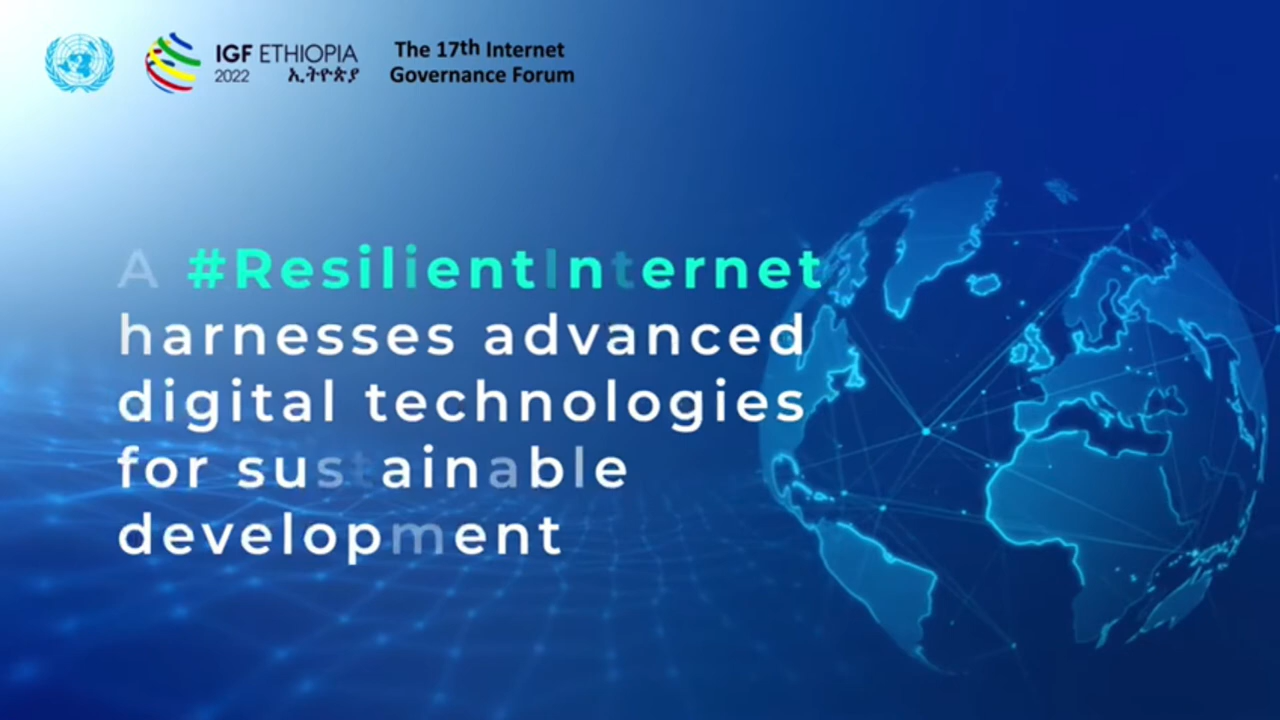 IGF ETHIOPIA
2022 ኢትዮጵያ
The 17th Internet
Governance Forum
A #ResilientInternet
harnesses advanced
digital technologies
for sustainable
development